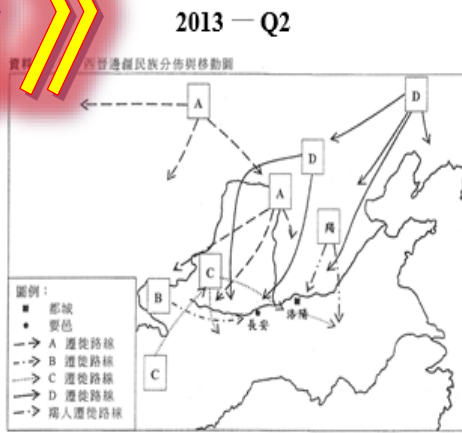 2013 — Q2
資料
西晉邊疆民族分佈與移動圖
A
D
D
A
羯
C
B
長安
洛陽
C
圖例：
都城
要邑
A 遷徙路線
B 遷徙路線
C 遷徙路線
D 遷徙路線
羯人遷徙路線